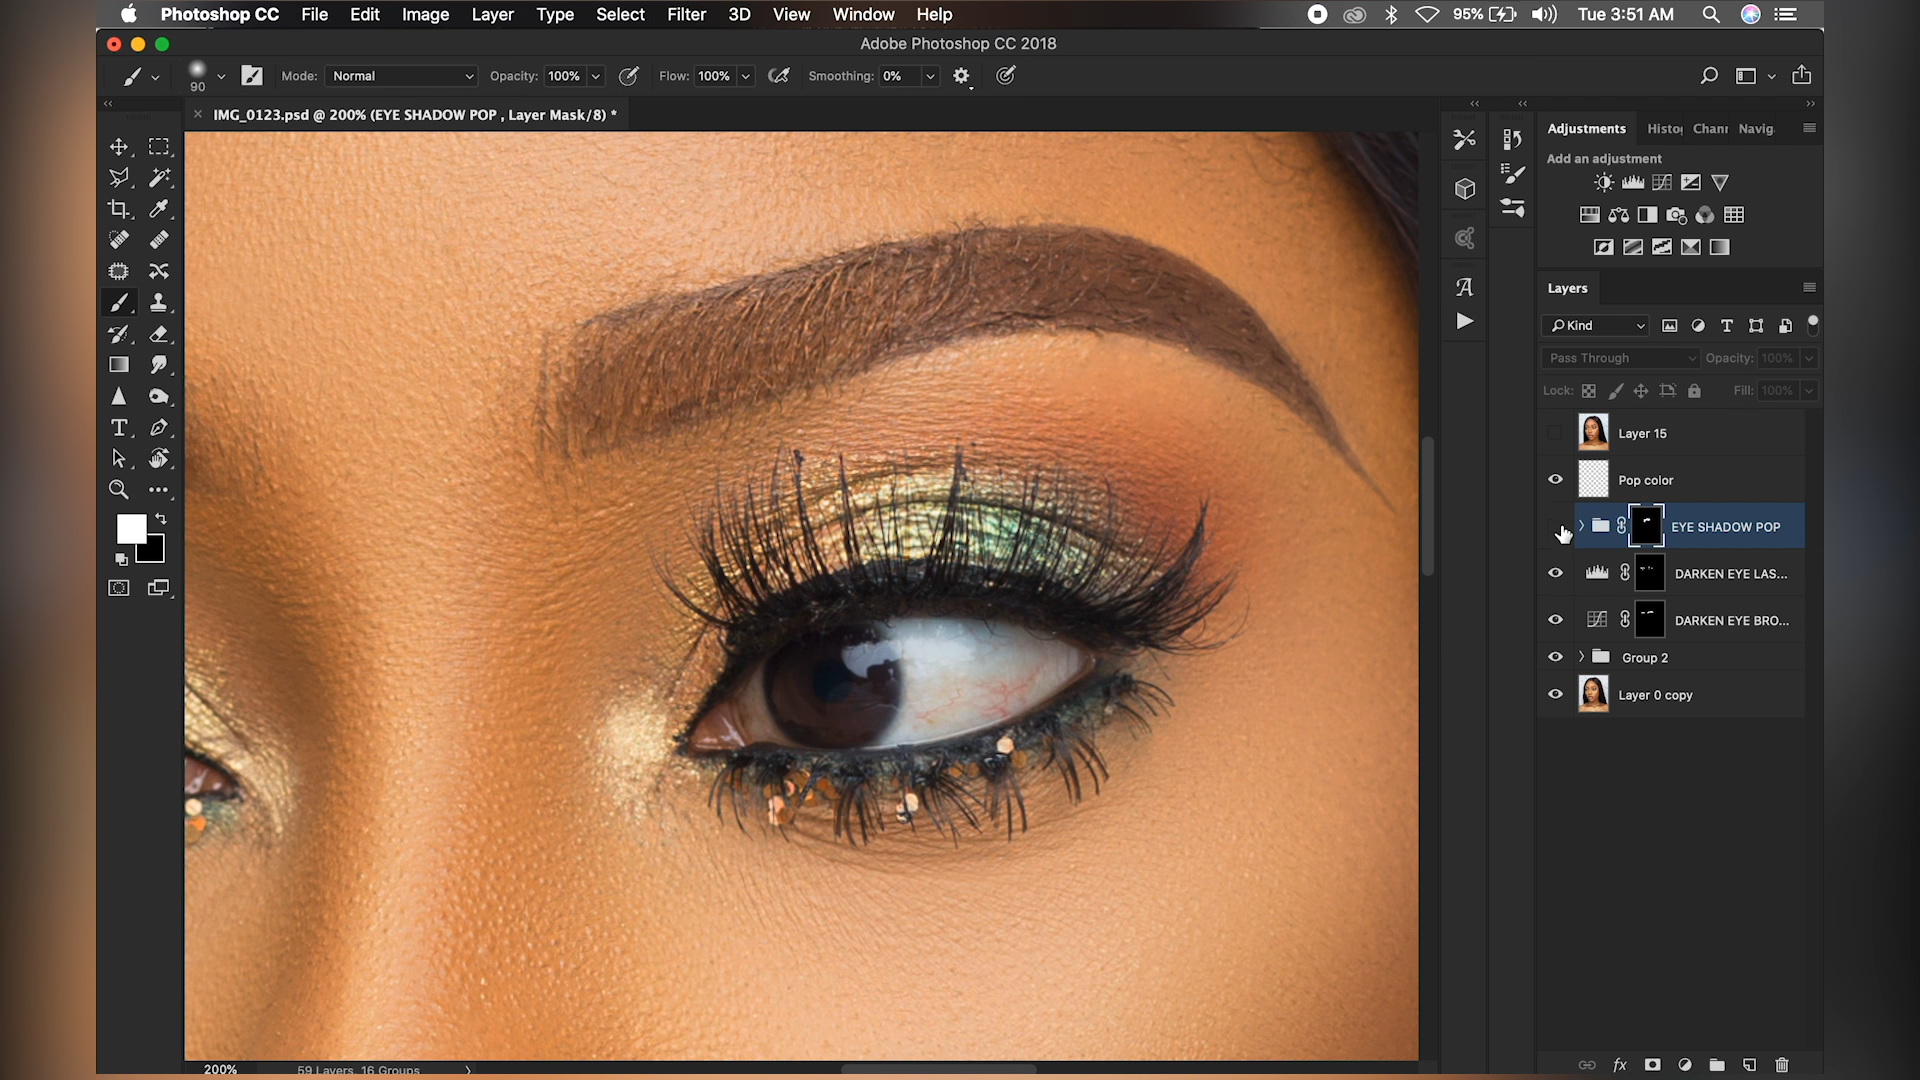 Photoshop CC File Edit Image Layer Type Select Filter 3D View Window Help 95% Tue 3:51 AM
Adobe Photoshop CC 2018
90 Mode: Normal Opacity: 100% Flow: 100% Smoothing: 0%
IMG_0123.psd @ 200% (EYE SHADOW POP , Layer Mask/8) *
Adjustments Histo Chann Navig
Add an adjustment
Layers
Kind
Pass Through Opacity: 100%
Lock: Fill: 100%
Layer 15
Pop color
EYE SHADOW POP
DARKEN EYE LAS...
DARKEN EYE BRO...
Group 2
Layer 0 copy
200% 59 Layers, 16 Groups